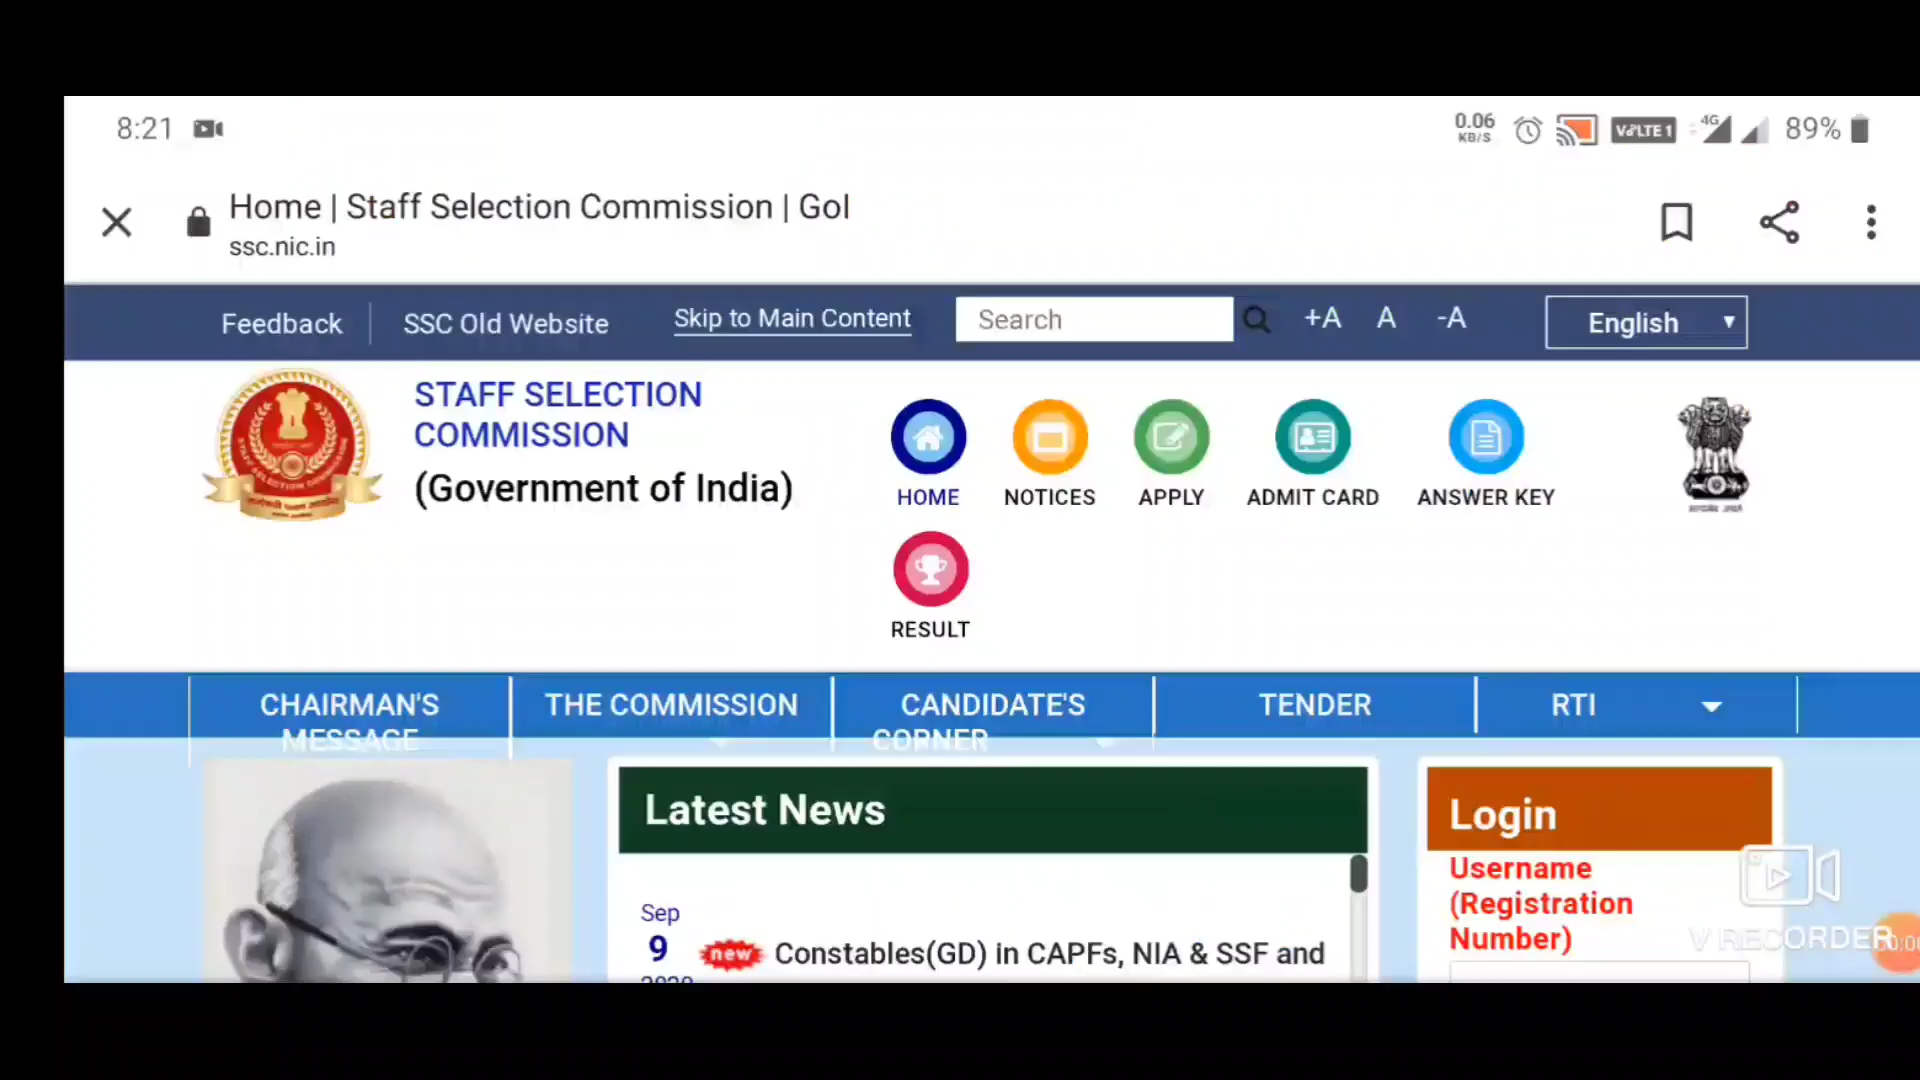 8:21
0.06
KB/S
VoLTE 1
4G
89%
Home | Staff Selection Commission | GoI
ssc.nic.in
Feedback
SSC Old Website
Skip to Main Content
Search
+A
A
-A
English
STAFF SELECTION
COMMISSION
(Government of India)
HOME
NOTICES
APPLY
ADMIT CARD
ANSWER KEY
RESULT
CHAIRMAN'S
MESSAGE
THE COMMISSION
CANDIDATE'S
CORNER
TENDER
RTI
Latest News
Sep
9
2020
new
Constables(GD) in CAPFs, NIA & SSF and
Login
Username
(Registration
Number)
V RECORDER